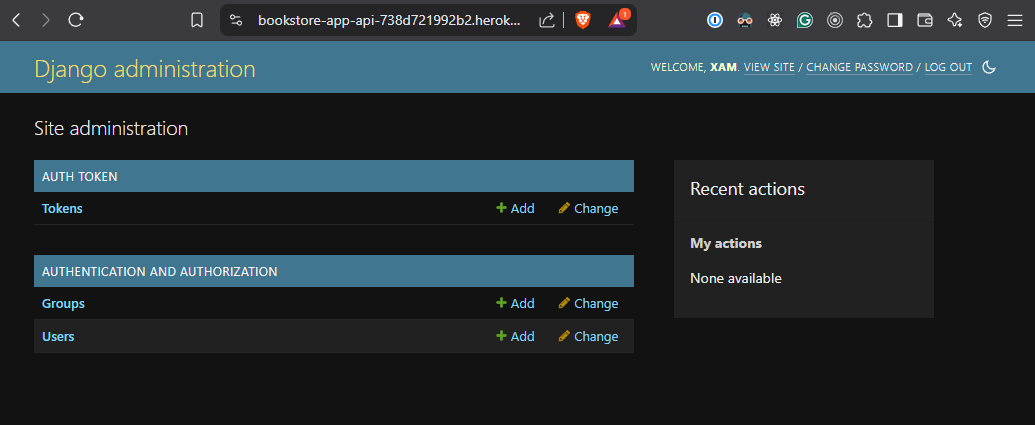 bookstore-app-api-738d721992b2.herok...
1
Django administration
WELCOME, XAM. VIEW SITE / CHANGE PASSWORD / LOG OUT
Site administration
AUTH TOKEN
Tokens Add Change
AUTHENTICATION AND AUTHORIZATION
Groups Add Change
Users Add Change
Recent actions
My actions
None available